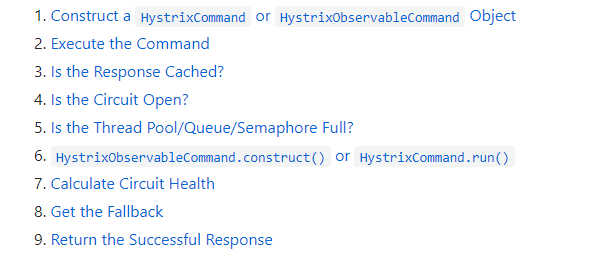 1. Construct a HystrixCommand or HystrixObservableCommand Object
2. Execute the Command
3. Is the Response Cached?
4. Is the Circuit Open?
5. Is the Thread Pool/Queue/Semaphore Full?
6. HystrixObservableCommand.construct() or HystrixCommand.run()
7. Calculate Circuit Health
8. Get the Fallback
9. Return the Successful Response